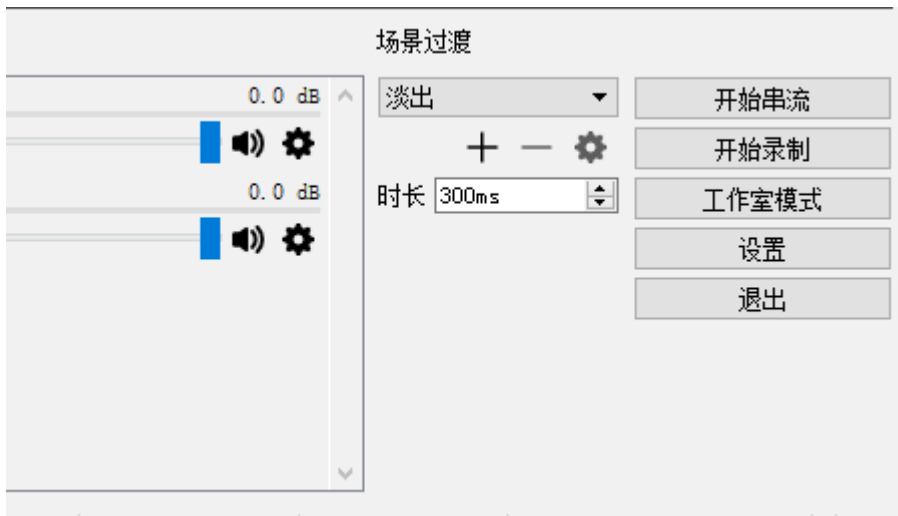 场景过渡
0.0 dB
淡出
开始串流
开始录制
0.0 dB
时长 300ms
工作室模式
设置
退出